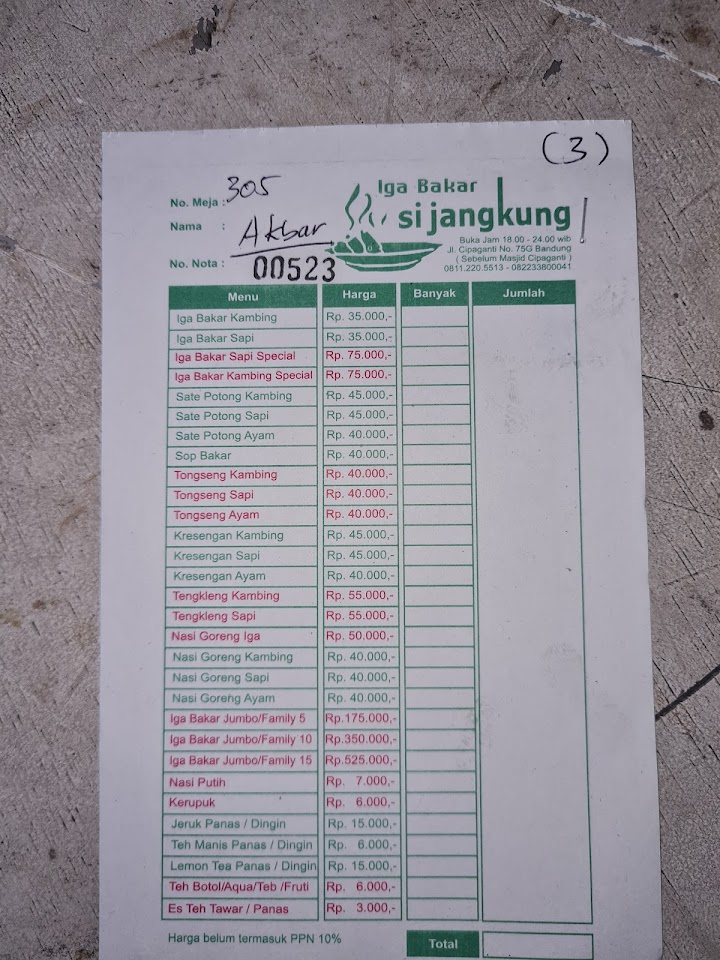 (3)
No. Meja : 305
Nama : Akbar
No. Nota : 00523
Iga Bakar
si jangkung
Buka Jam 18.00 - 24.00 wib
Jl. Cipaganti No. 75G Bandung
( Sebelum Masjid Cipaganti )
0811.220.5513 - 082233800041
Menu Harga Banyak Jumlah
Iga Bakar Kambing Rp. 35.000,-
Iga Bakar Sapi Rp. 35.000,-
Iga Bakar Sapi Special Rp. 75.000,-
Iga Bakar Kambing Special Rp. 75.000,-
Sate Potong Kambing Rp. 45.000,-
Sate Potong Sapi Rp. 45.000,-
Sate Potong Ayam Rp. 40.000,-
Sop Bakar Rp. 40.000,-
Tongseng Kambing Rp. 40.000,-
Tongseng Sapi Rp. 40.000,-
Tongseng Ayam Rp. 40.000,-
Kresengan Kambing Rp. 45.000,-
Kresengan Sapi Rp. 45.000,-
Kresengan Ayam Rp. 40.000,-
Tengkleng Kambing Rp. 55.000,-
Tengkleng Sapi Rp. 55.000,-
Nasi Goreng Iga Rp. 50.000,-
Nasi Goreng Kambing Rp. 40.000,-
Nasi Goreng Sapi Rp. 40.000,-
Nasi Goreng Ayam Rp. 40.000,-
Iga Bakar Jumbo/Family 5 Rp.175.000,-
Iga Bakar Jumbo/Family 10 Rp.350.000,-
Iga Bakar Jumbo/Family 15 Rp.525.000,-
Nasi Putih Rp. 7.000,-
Kerupuk Rp. 6.000,-
Jeruk Panas / Dingin Rp. 15.000,-
Teh Manis Panas / Dingin Rp. 6.000,-
Lemon Tea Panas / Dingin Rp. 15.000,-
Teh Botol/Aqua/Teb /Fruti Rp. 6.000,-
Es Teh Tawar / Panas Rp. 3.000,-
Harga belum termasuk PPN 10% Total